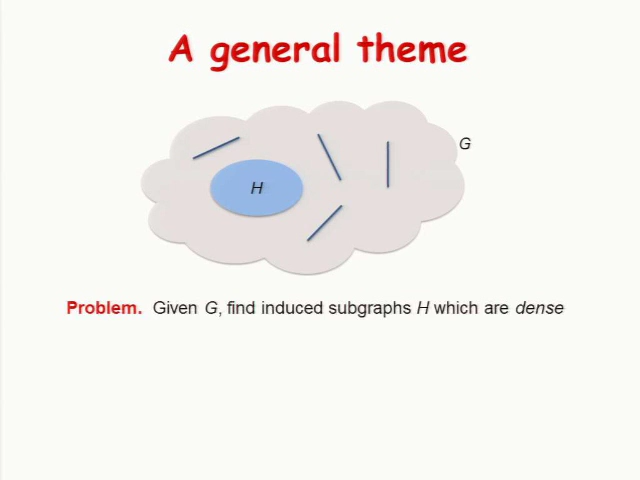 A general theme
G
H
Problem. Given G, find induced subgraphs H which are dense